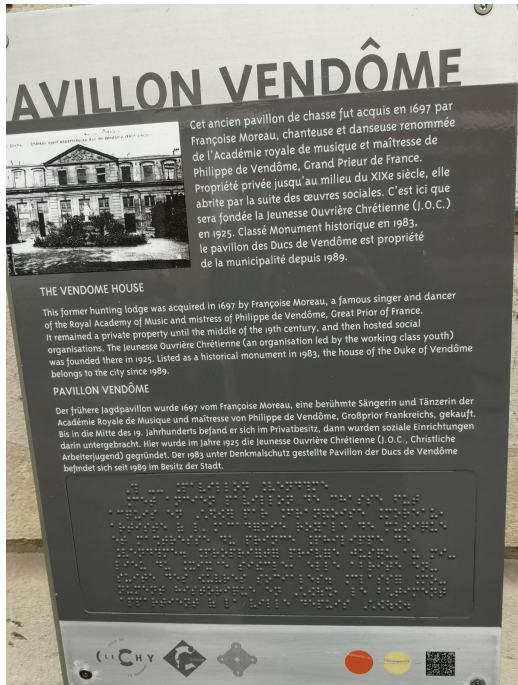 PAVILLON VENDÔME
Cet ancien pavillon de chasse fut acquis en 1697 par
Françoise Moreau, chanteuse et danseuse renommée
de l'Académie royale de musique et maîtresse de
Philippe de Vendôme, Grand Prieur de France.
Propriété privée jusqu'au milieu du XIXe siècle, elle
abrite par la suite des œuvres sociales. C'est ici que
sera fondée la Jeunesse Ouvrière Chrétienne (J.O.C.)
en 1925. Classé Monument historique en 1983,
le pavillon des Ducs de Vendôme est propriété
de la municipalité depuis 1989.
THE VENDOME HOUSE
This former hunting lodge was acquired in 1697 by Françoise Moreau, a famous singer and dancer
of the Royal Academy of Music and mistress of Philippe de Vendôme, Great Prior of France.
It remained a private property until the middle of the 19th century, and then hosted social
organisations. The Jeunesse Ouvrière Chrétienne (an organisation led by the working class youth)
was founded there in 1925. Listed as a historical monument in 1983, the house of the Duke of Vendôme
belongs to the city since 1989.
PAVILLON VENDÔME
Der frühere Jagdpavillon wurde 1697 vom Françoise Moreau, eine berühmte Sängerin und Tänzerin der
Académie Royale de Musique und maîtresse von Philippe de Vendôme, Großprior Frankreichs, gekauft.
Bis in die Mitte des 19. Jahrhunderts befand er sich im Privatbesitz, dann wurden soziale Einrichtungen
darin untergebracht. Hier wurde im Jahre 1925 die Jeunesse Ouvrière Chrétienne (J.O.C., Christliche
Arbeiterjugend) gegründet. Der 1983 unter Denkmalschutz gestellte Pavillon der Ducs de Vendôme
befindet sich seit 1989 im Besitz der Stadt.
CLICHY